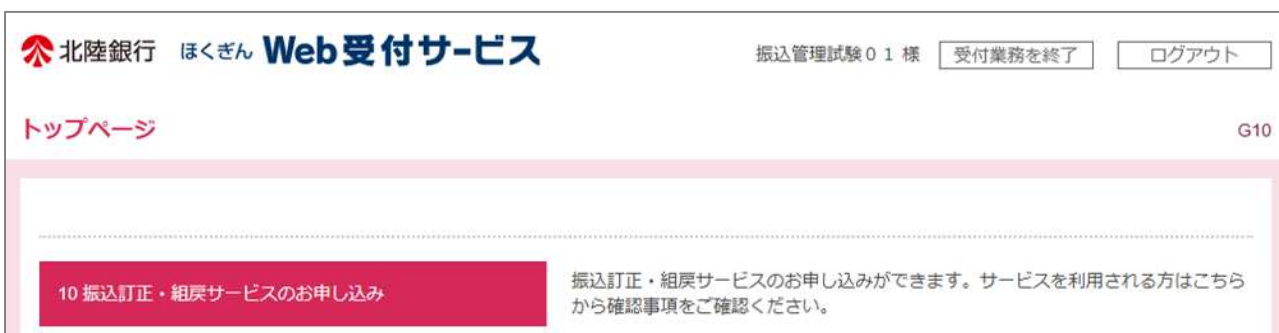 北陸銀行 ほくぎん Web受付サービス 振込管理試験01 様 受付業務を終了 ログアウト
トップページ G10
10 振込訂正・組戻サービスのお申し込み
振込訂正・組戻サービスのお申し込みができます。サービスを利用される方はこちら
から確認事項をご確認ください。